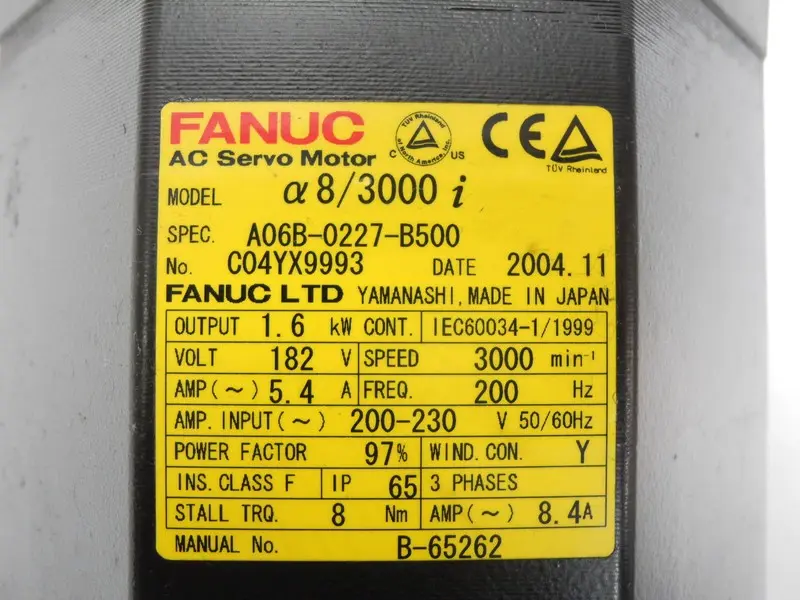 FANUC
AC Servo Motor
TÜV Rheinland of North America, Inc.
C US
CE
TÜV Rheinland
MODEL α8/3000 i
SPEC. A06B-0227-B500
No. C04YX9993 DATE 2004.11
FANUC LTD YAMANASHI, MADE IN JAPAN
OUTPUT 1.6 kW CONT. IEC60034-1/1999
VOLT 182 V SPEED 3000 min⁻¹
AMP(~) 5.4 A FREQ. 200 Hz
AMP. INPUT(~) 200-230 V 50/60Hz
POWER FACTOR 97% WIND. CON. Y
INS. CLASS F IP 65 3 PHASES
STALL TRQ. 8 Nm AMP(~) 8.4A
MANUAL No. B-65262